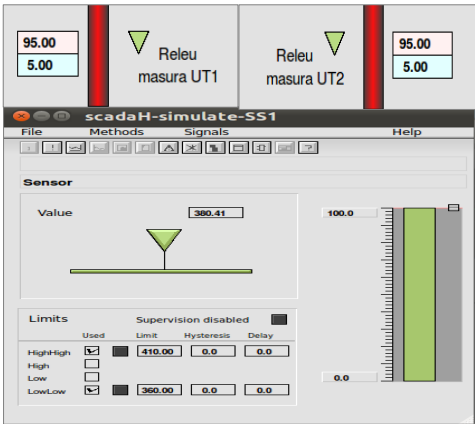 95.00
5.00
Releu
masura UT1
Releu
masura UT2
95.00
5.00
scadaH-simulate-SS1
File Methods Signals Help
Sensor
Value 380.41
100.0
0.0
Limits Supervision disabled
Used Limit Hysteresis Delay
HighHigh 410.00 0.0 0.0
High
Low
LowLow 360.00 0.0 0.0